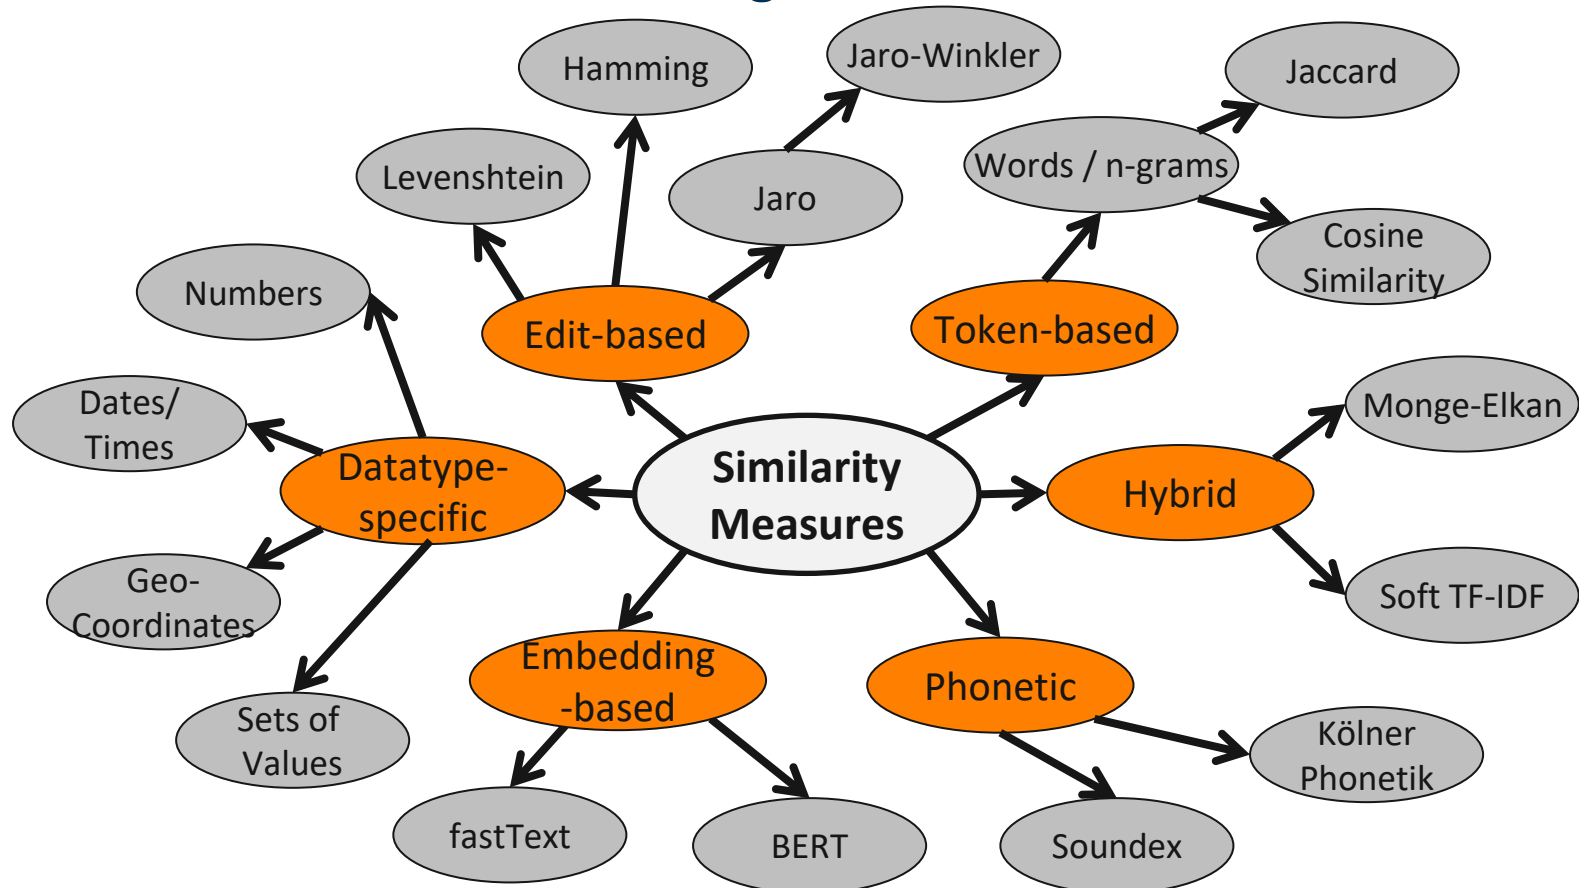 Hamming
Jaro-Winkler
Jaccard
Levenshtein
Jaro
Words / n-grams
Cosine
Similarity
Numbers
Edit-based
Token-based
Dates/
Times
Monge-Elkan
Datatype-
specific
Similarity
Measures
Hybrid
Geo-
Coordinates
Soft TF-IDF
Embedding
-based
Phonetic
Sets of
Values
Kölner
Phonetik
fastText
BERT
Soundex